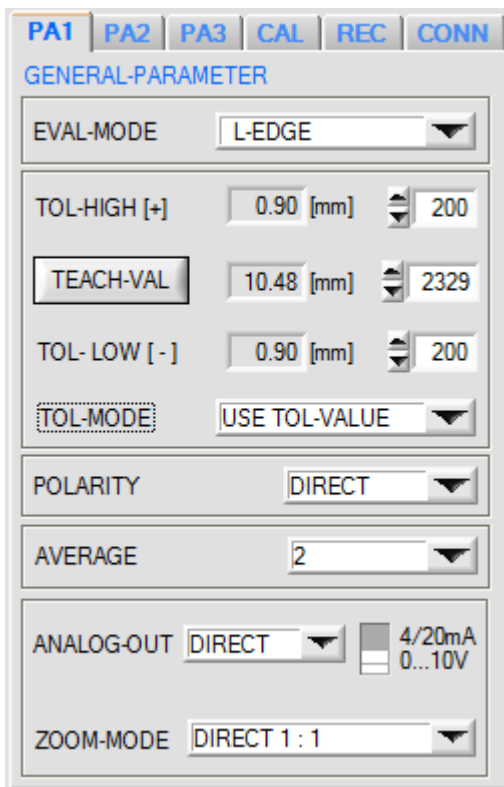 PA1 PA2 PA3 CAL REC CONN
GENERAL-PARAMETER
EVAL-MODE L-EDGE
TOL-HIGH [+] 0.90 [mm] 200
TEACH-VAL 10.48 [mm] 2329
TOL- LOW [ - ] 0.90 [mm] 200
TOL-MODE USE TOL-VALUE
POLARITY DIRECT
AVERAGE 2
ANALOG-OUT DIRECT 4/20mA
0...10V
ZOOM-MODE DIRECT 1 : 1